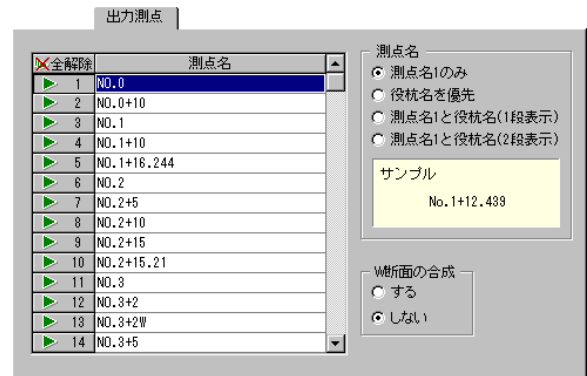 出力測点
全解除 測点名
1 NO.0
2 NO.0+10
3 NO.1
4 NO.1+10
5 NO.1+16.244
6 NO.2
7 NO.2+5
8 NO.2+10
9 NO.2+15
10 NO.2+15.21
11 NO.3
12 NO.3+2
13 NO.3+2W
14 NO.3+5
測点名
測点名1のみ
役杭名を優先
測点名1と役杭名(1段表示)
測点名1と役杭名(2段表示)
サンプル
No.1+12.439
W断面の合成
する
しない